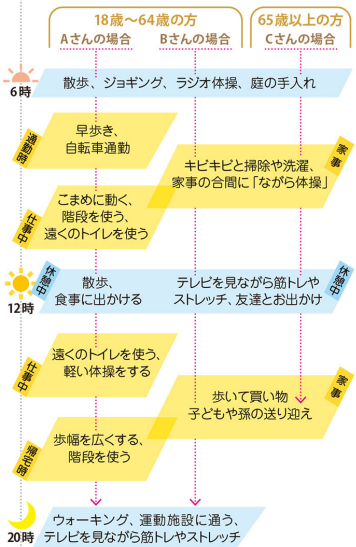 18歳～64歳の方
65歳以上の方
Aさんの場合
Bさんの場合
Cさんの場合
6時
散歩、ジョギング、ラジオ体操、庭の手入れ
通勤時
早歩き、
自転車通勤
家事
キビキビと掃除や洗濯、
家事の合間に「ながら体操」
仕事中
こまめに動く、
階段を使う、
遠くのトイレを使う
12時
休憩中
散歩、
食事に出かける
テレビを見ながら筋トレや
ストレッチ、友達とお出かけ
休憩中
仕事中
遠くのトイレを使う、
軽い体操をする
歩いて買い物
子どもや孫の送り迎え
家事
帰宅時
歩幅を広くする、
階段を使う
20時
ウォーキング、運動施設に通う、
テレビを見ながら筋トレやストレッチ